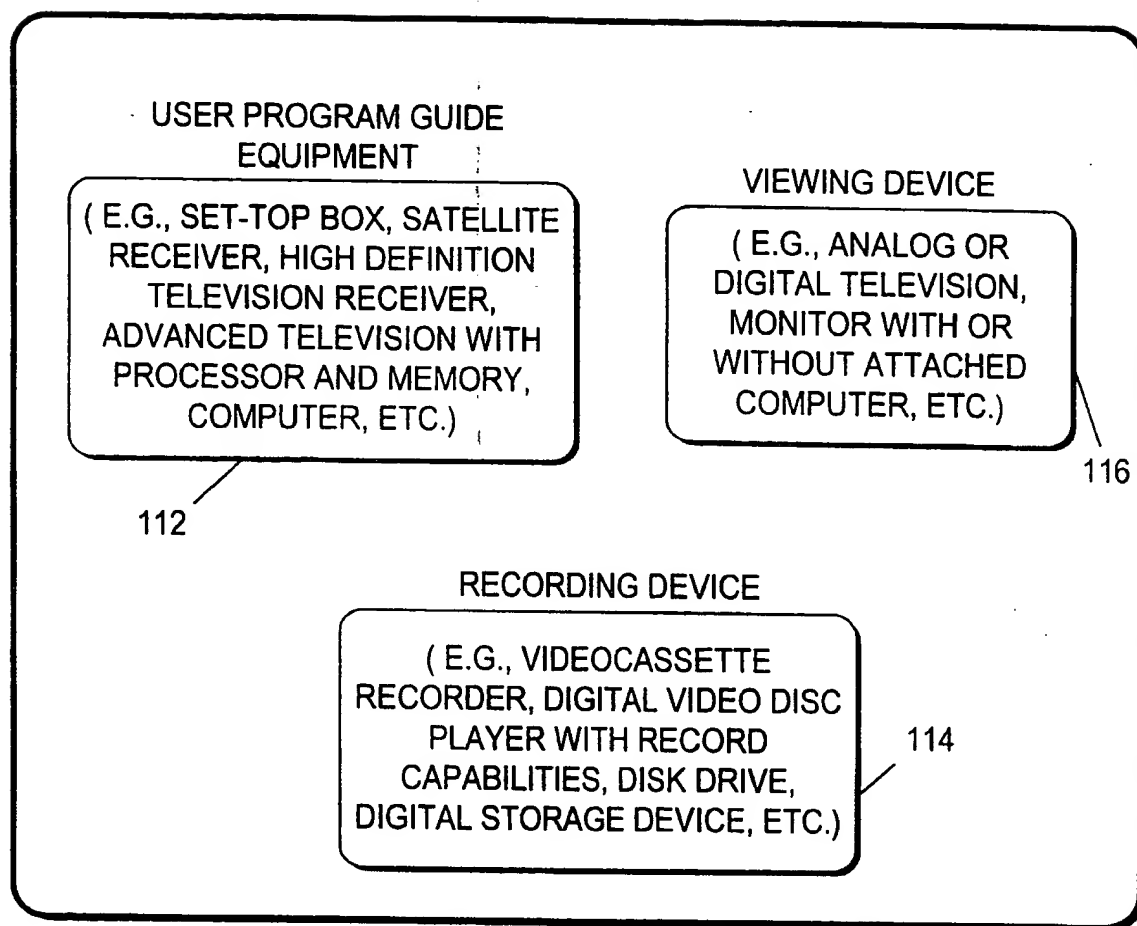 USER PROGRAM GUIDE
EQUIPMENT
( E.G., SET-TOP BOX, SATELLITE
RECEIVER, HIGH DEFINITION
TELEVISION RECEIVER,
ADVANCED TELEVISION WITH
PROCESSOR AND MEMORY,
COMPUTER, ETC.)
112
VIEWING DEVICE
( E.G., ANALOG OR
DIGITAL TELEVISION,
MONITOR WITH OR
WITHOUT ATTACHED
COMPUTER, ETC.)
116
RECORDING DEVICE
( E.G., VIDEOCASSETTE
RECORDER, DIGITAL VIDEO DISC
PLAYER WITH RECORD
CAPABILITIES, DISK DRIVE,
DIGITAL STORAGE DEVICE, ETC.)
114